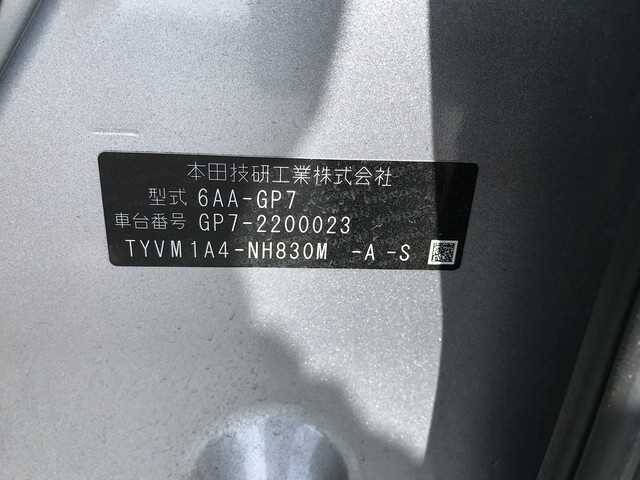 本田技研工業株式会社
型式 6AA-GP7
車台番号 GP7-2200023
TYVM1A4-NH830M -A-S